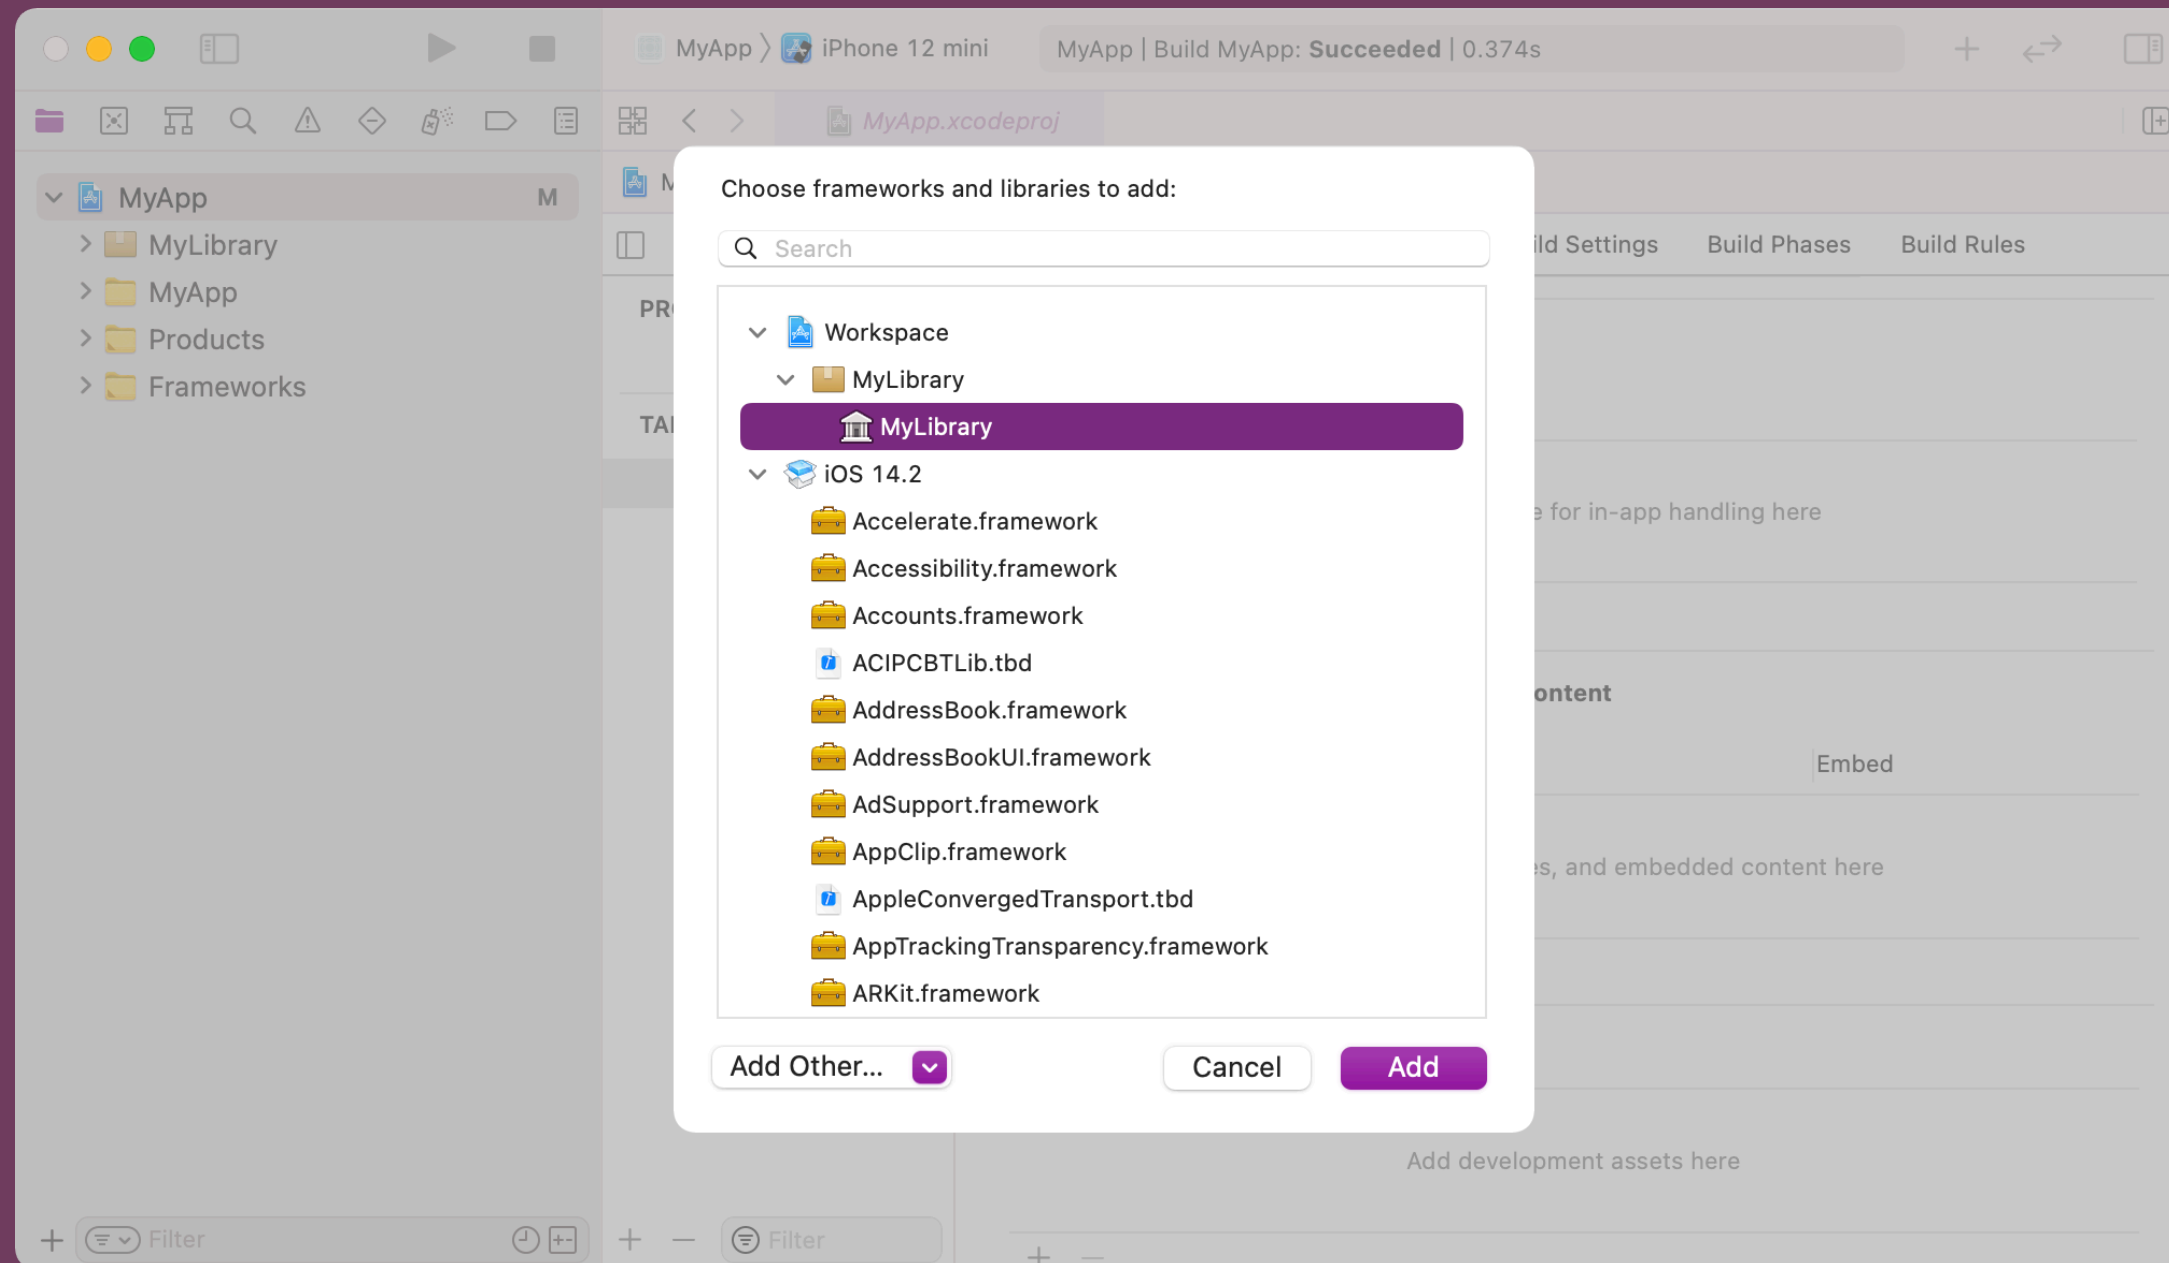 MyApp
iPhone 12 mini
MyApp | Build MyApp: Succeeded | 0.374s
MyApp.xcodeproj
MyApp M
MyLibrary
MyApp
Products
Frameworks
Build Phases
Build Rules
ild Settings
Choose frameworks and libraries to add:
Search
Workspace
MyLibrary
MyLibrary
iOS 14.2
Accelerate.framework
Accessibility.framework
Accounts.framework
ACIPCBTLib.tbd
AddressBook.framework
AddressBookUI.framework
AdSupport.framework
AppClip.framework
AppleConvergedTransport.tbd
AppTrackingTransparency.framework
ARKit.framework
Add Other...
Cancel
Add
e for in-app handling here
ontent
Embed
es, and embedded content here
Add development assets here
Filter
Filter